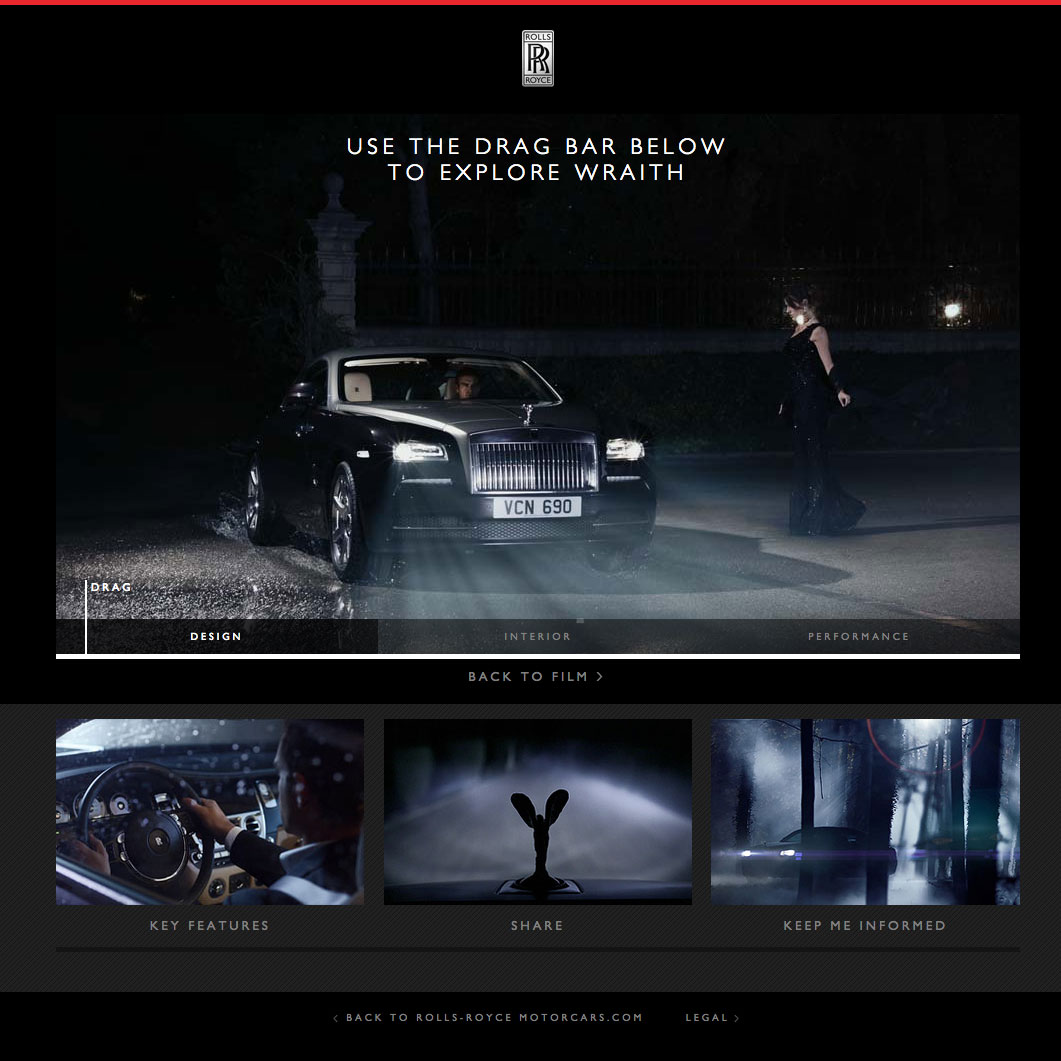 ROLLS
RR
ROYCE
USE THE DRAG BAR BELOW
TO EXPLORE WRAITH
VCN 690
DRAG
DESIGN
INTERIOR
PERFORMANCE
BACK TO FILM >
KEY FEATURES
SHARE
KEEP ME INFORMED
< BACK TO ROLLS-ROYCE MOTORCARS.COM
LEGAL >